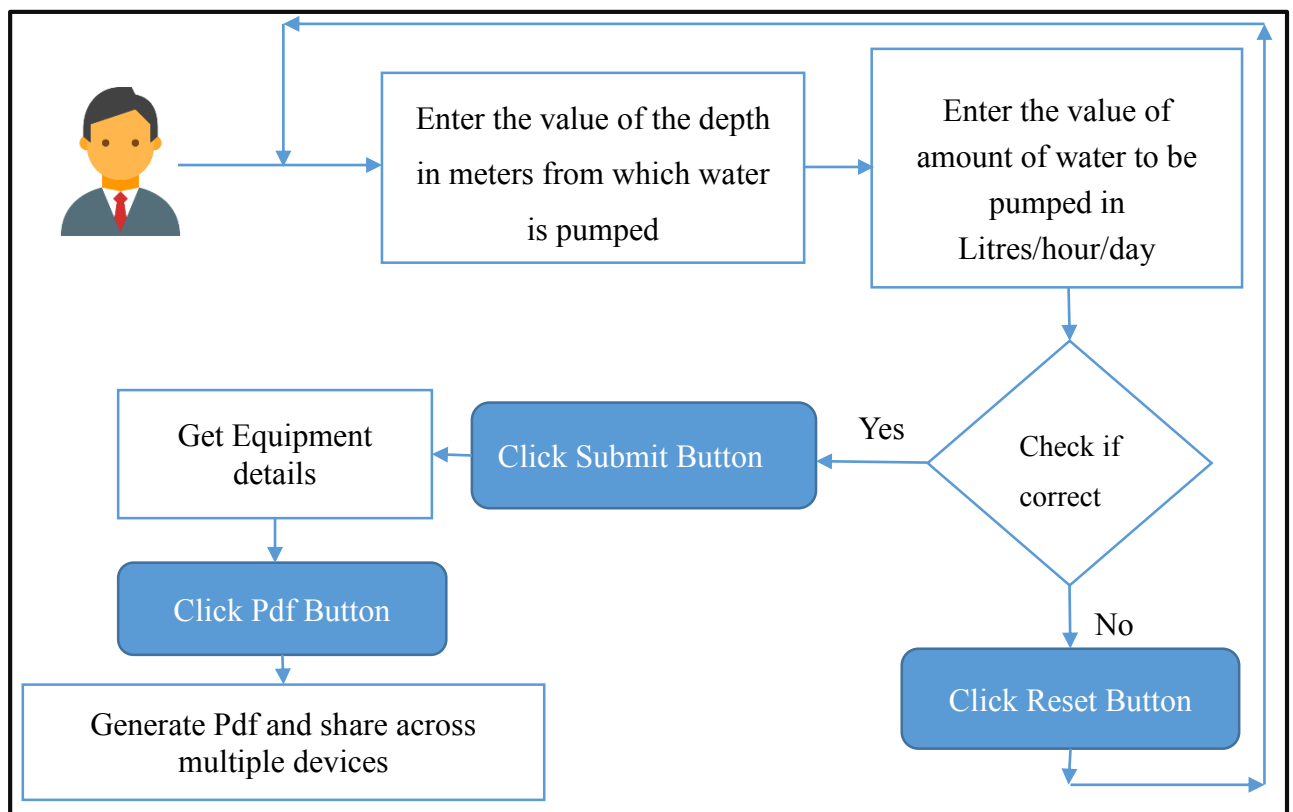 Enter the value of the depth
in meters from which water
is pumped
Enter the value of
amount of water to be
pumped in
Litres/hour/day
Check if
correct
Yes
Click Submit Button
Get Equipment
details
Click Pdf Button
Generate Pdf and share across
multiple devices
No
Click Reset Button